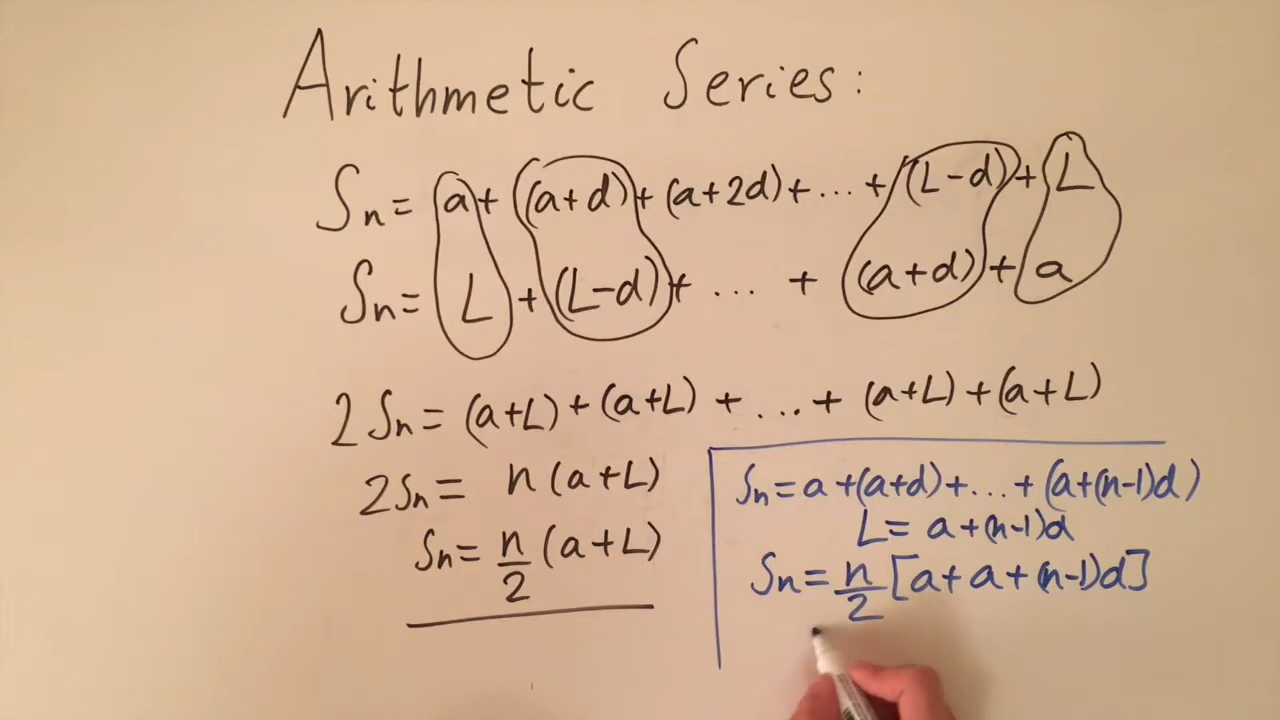 Arithmetic Series:
Sn = a + (a+d) + (a+2d) + ... + (L-d) + L
Sn = L + (L-d) + ... + (a+d) + a
2Sn = (a+L) + (a+L) + ... + (a+L) + (a+L)
2Sn = n(a+L)
Sn = n/2 (a+L)
Sn = a + (a+d) + ... + (a+(n-1)d)
L = a+(n-1)d
Sn = n/2 [a+a+(n-1)d]